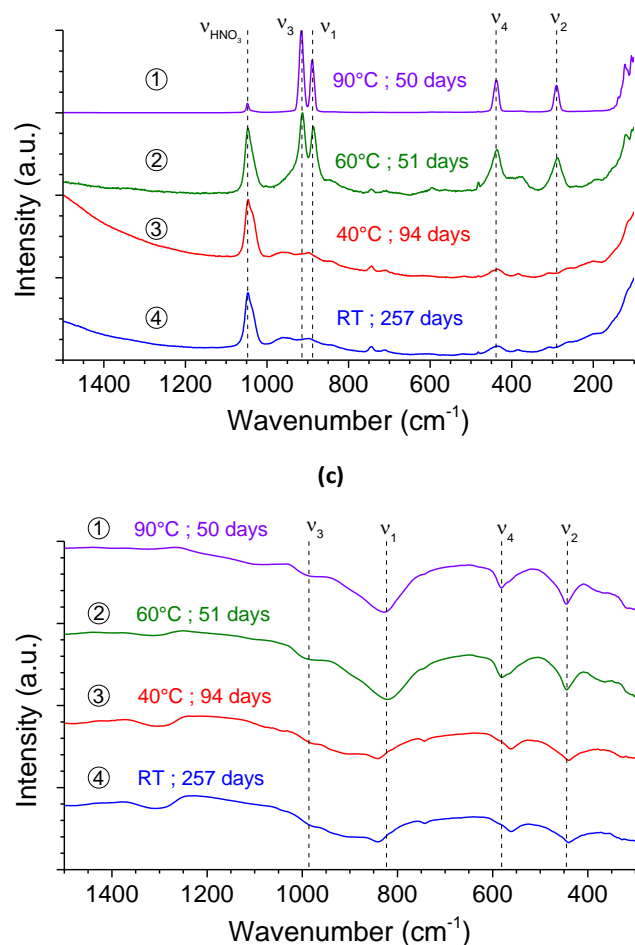 ν_HNO₃ ν₃ ν₁ ν₄ ν₂
① 90°C ; 50 days
② 60°C ; 51 days
③ 40°C ; 94 days
④ RT ; 257 days
Intensity (a.u.)
1400 1200 1000 800 600 400 200
Wavenumber (cm⁻¹)
(c)
ν₃ ν₁ ν₄ ν₂
① 90°C ; 50 days
② 60°C ; 51 days
③ 40°C ; 94 days
④ RT ; 257 days
Intensity (a.u.)
1400 1200 1000 800 600 400
Wavenumber (cm⁻¹)